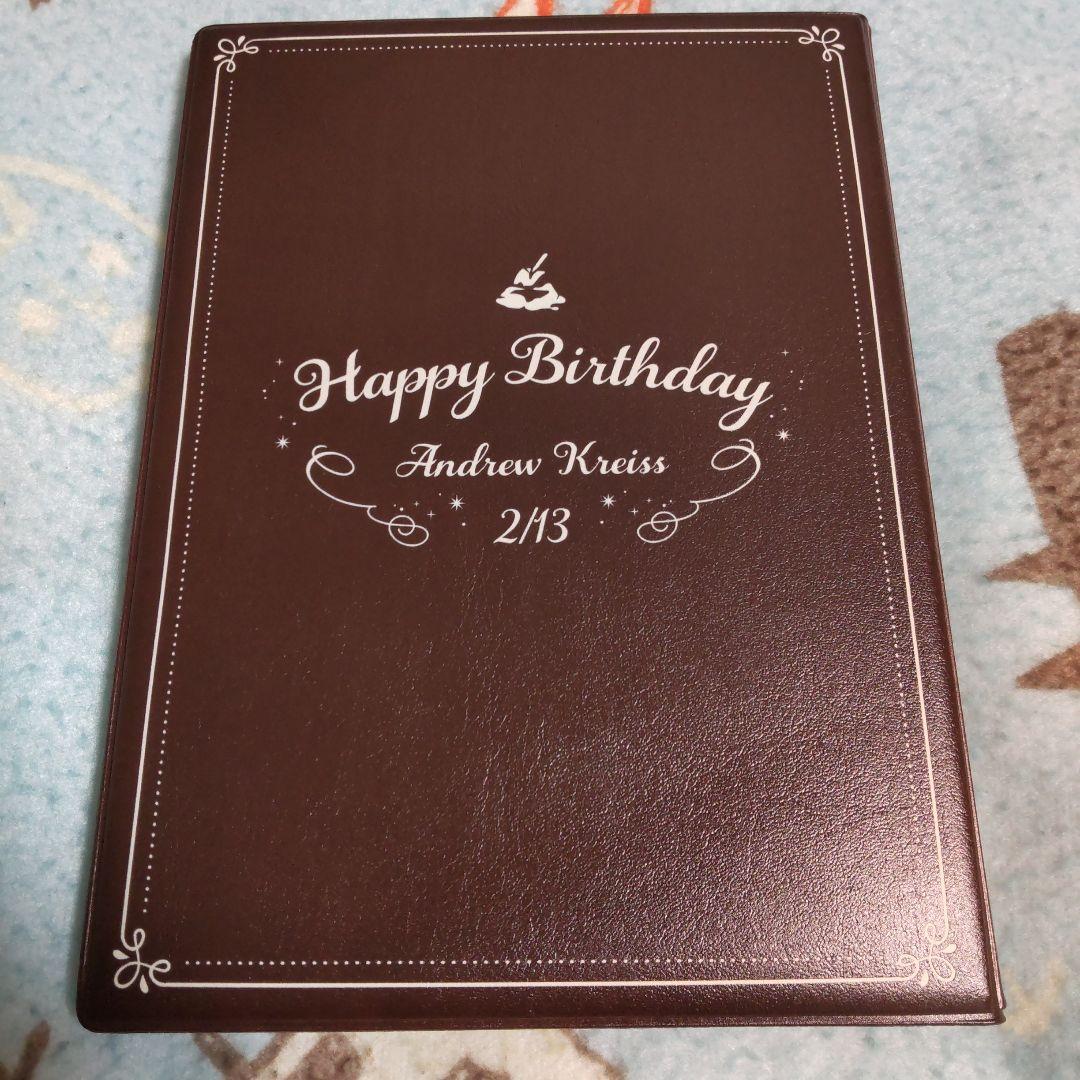 Happy Birthday
Andrew Kreiss
2/13